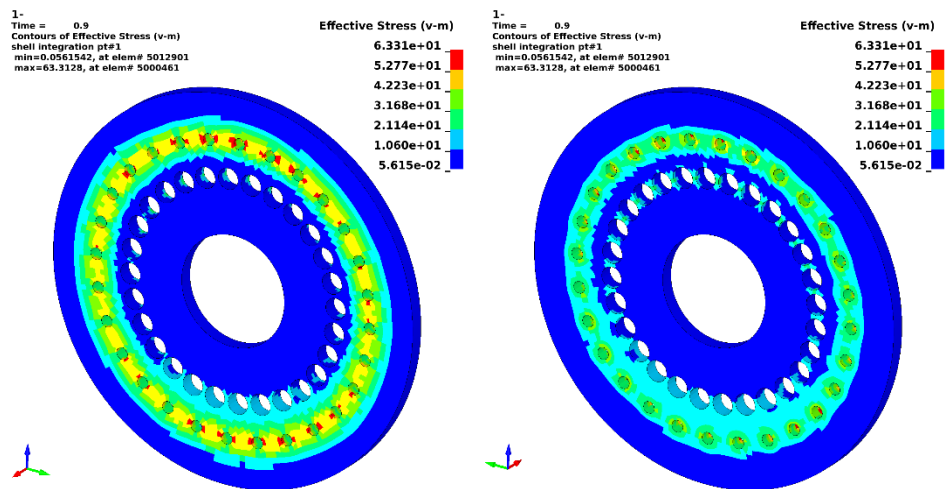 1-
Time =      0.9
Contours of Effective Stress (v-m)
shell integration pt#1
min=0.0561542, at elem# 5012901
max=63.3128, at elem# 5000461
Effective Stress (v-m)
6.331e+01
5.277e+01
4.223e+01
3.168e+01
2.114e+01
1.060e+01
5.615e-02
1-
Time =      0.9
Contours of Effective Stress (v-m)
shell integration pt#1
min=0.0561542, at elem# 5012901
max=63.3128, at elem# 5000461
Effective Stress (v-m)
6.331e+01
5.277e+01
4.223e+01
3.168e+01
2.114e+01
1.060e+01
5.615e-02